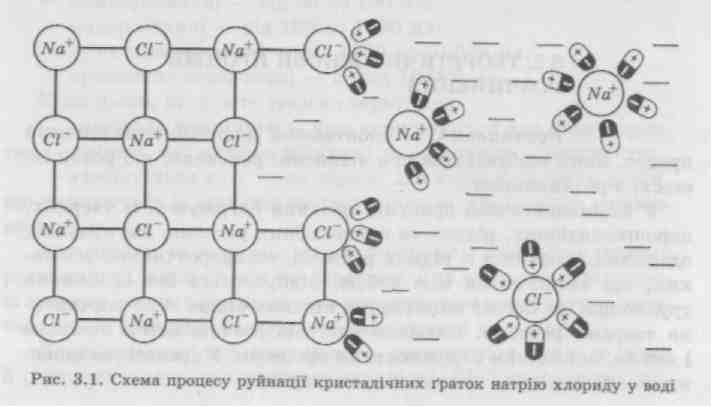 Na⁺ Cl⁻ Na⁺ Cl⁻
Na⁺
Cl⁻ Na⁺ Cl⁻ Na⁺
Na⁺ Cl⁻ Na⁺ Cl⁻
Cl⁻
Cl⁻ Na⁺ Cl⁻ Na⁺
Рис. 3.1. Схема процесу руйнації кристалічних ґраток натрію хлориду у воді